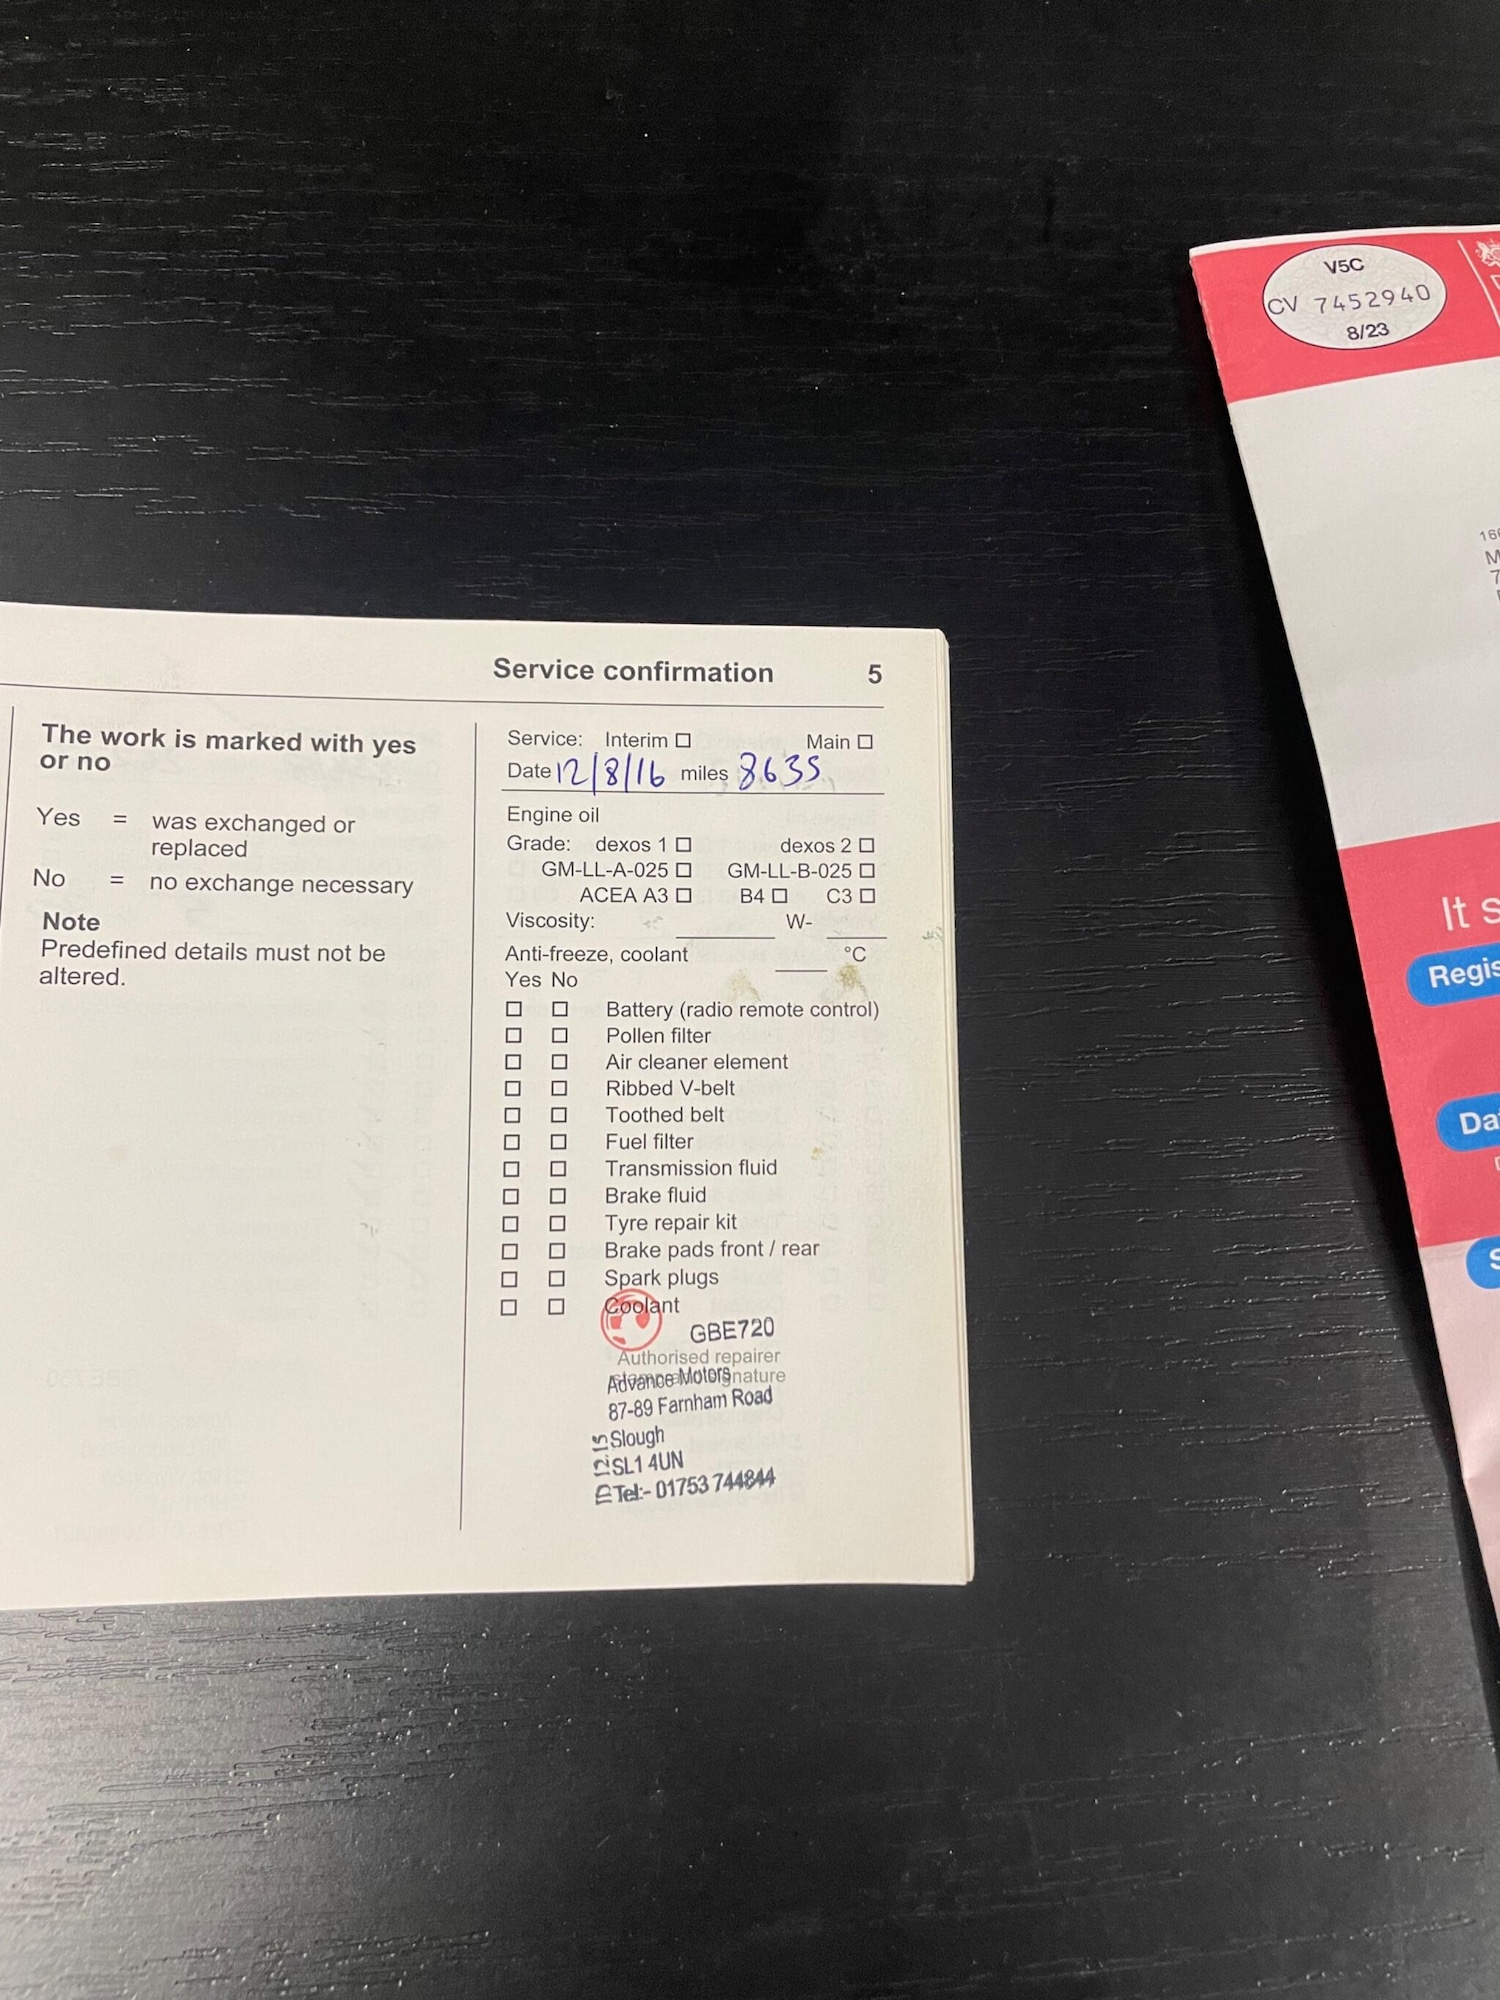 Service confirmation 5
The work is marked with yes
or no
Yes = was exchanged or
replaced
No = no exchange necessary
Note
Predefined details must not be
altered.
Service: Interim ☐ Main ☐
Date 12/8/16 miles 8635
Engine oil
Grade: dexos 1 ☐ dexos 2 ☐
GM-LL-A-025 ☐ GM-LL-B-025 ☐
ACEA A3 ☐ B4 ☐ C3 ☐
Viscosity: W-
Anti-freeze, coolant °C
Yes No
☐ ☐ Battery (radio remote control)
☐ ☐ Pollen filter
☐ ☐ Air cleaner element
☐ ☐ Ribbed V-belt
☐ ☐ Toothed belt
☐ ☐ Fuel filter
☐ ☐ Transmission fluid
☐ ☐ Brake fluid
☐ ☐ Tyre repair kit
☐ ☐ Brake pads front / rear
☐ ☐ Spark plugs
☐ ☐ Coolant
GBE720
Authorised repairer
Advance Motors
87-89 Farnham Road
Slough
SL1 4UN
Tel:- 01753 744844
V5C
CV 7452940
8/23
It s
Regis
Da